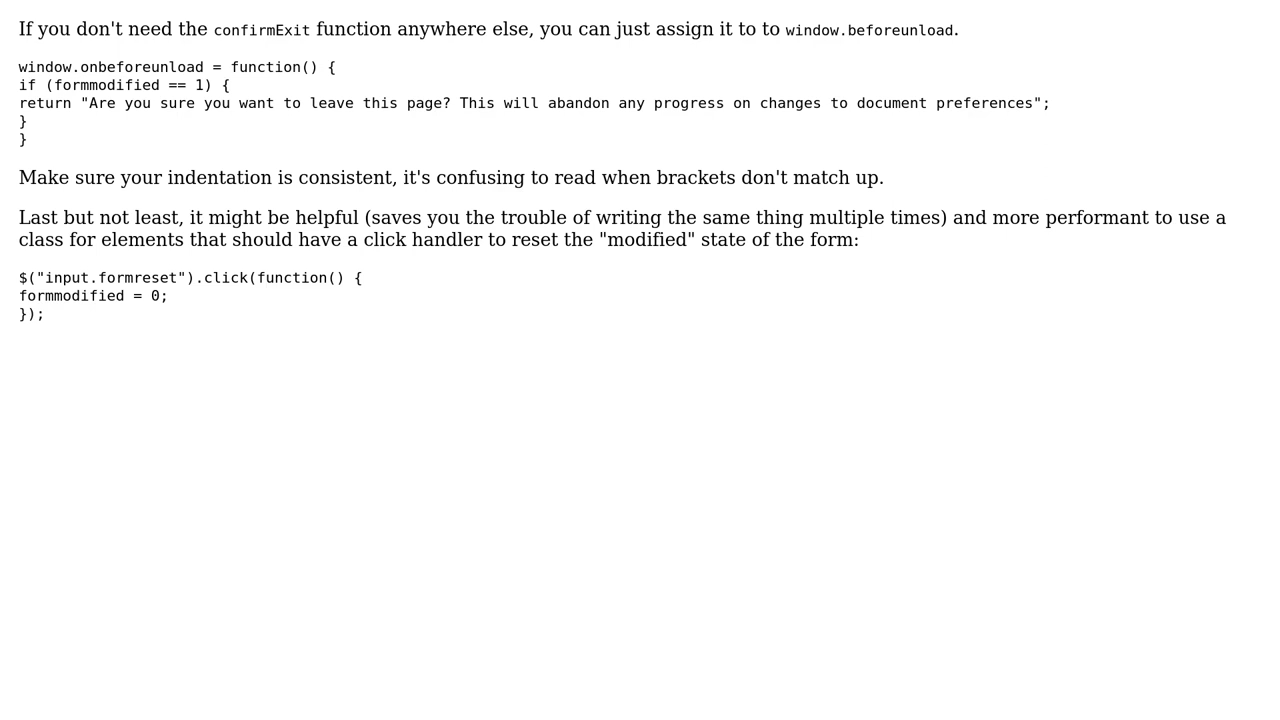 If you don't need the confirmExit function anywhere else, you can just assign it to to window.beforeunload.
window.onbeforeunload = function() {
if (formmodified == 1) {
return "Are you sure you want to leave this page? This will abandon any progress on changes to document preferences";
}
}
Make sure your indentation is consistent, it's confusing to read when brackets don't match up.
Last but not least, it might be helpful (saves you the trouble of writing the same thing multiple times) and more performant to use a
class for elements that should have a click handler to reset the "modified" state of the form:
$("input.formreset").click(function() {
formmodified = 0;
});